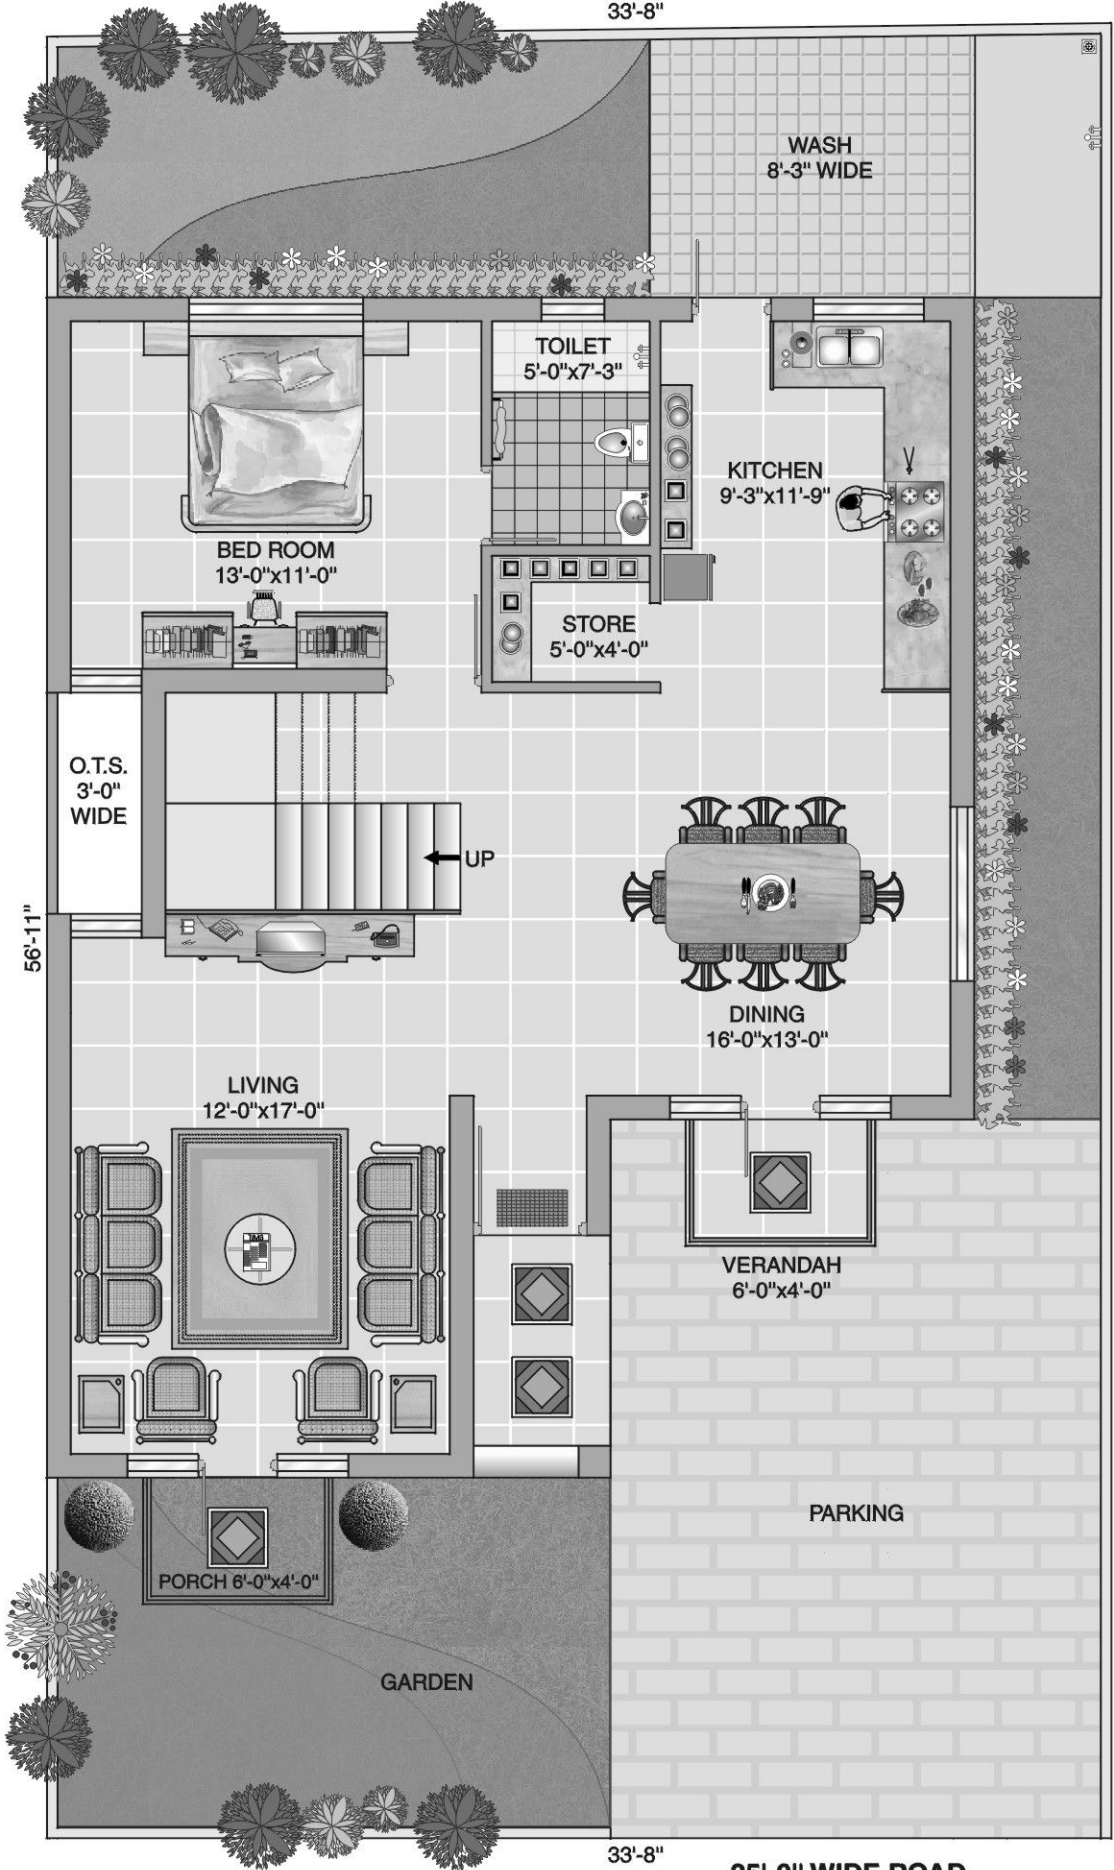 33'-8"
WASH
8'-3" WIDE
TOILET
5'-0"x7'-3"
KITCHEN
9'-3"x11'-9"
BED ROOM
13'-0"x11'-0"
STORE
5'-0"x4'-0"
O.T.S.
3'-0"
WIDE
UP
56'-11"
DINING
16'-0"x13'-0"
LIVING
12'-0"x17'-0"
VERANDAH
6'-0"x4'-0"
PARKING
PORCH 6'-0"x4'-0"
GARDEN
33'-8"
WIDE ROAD